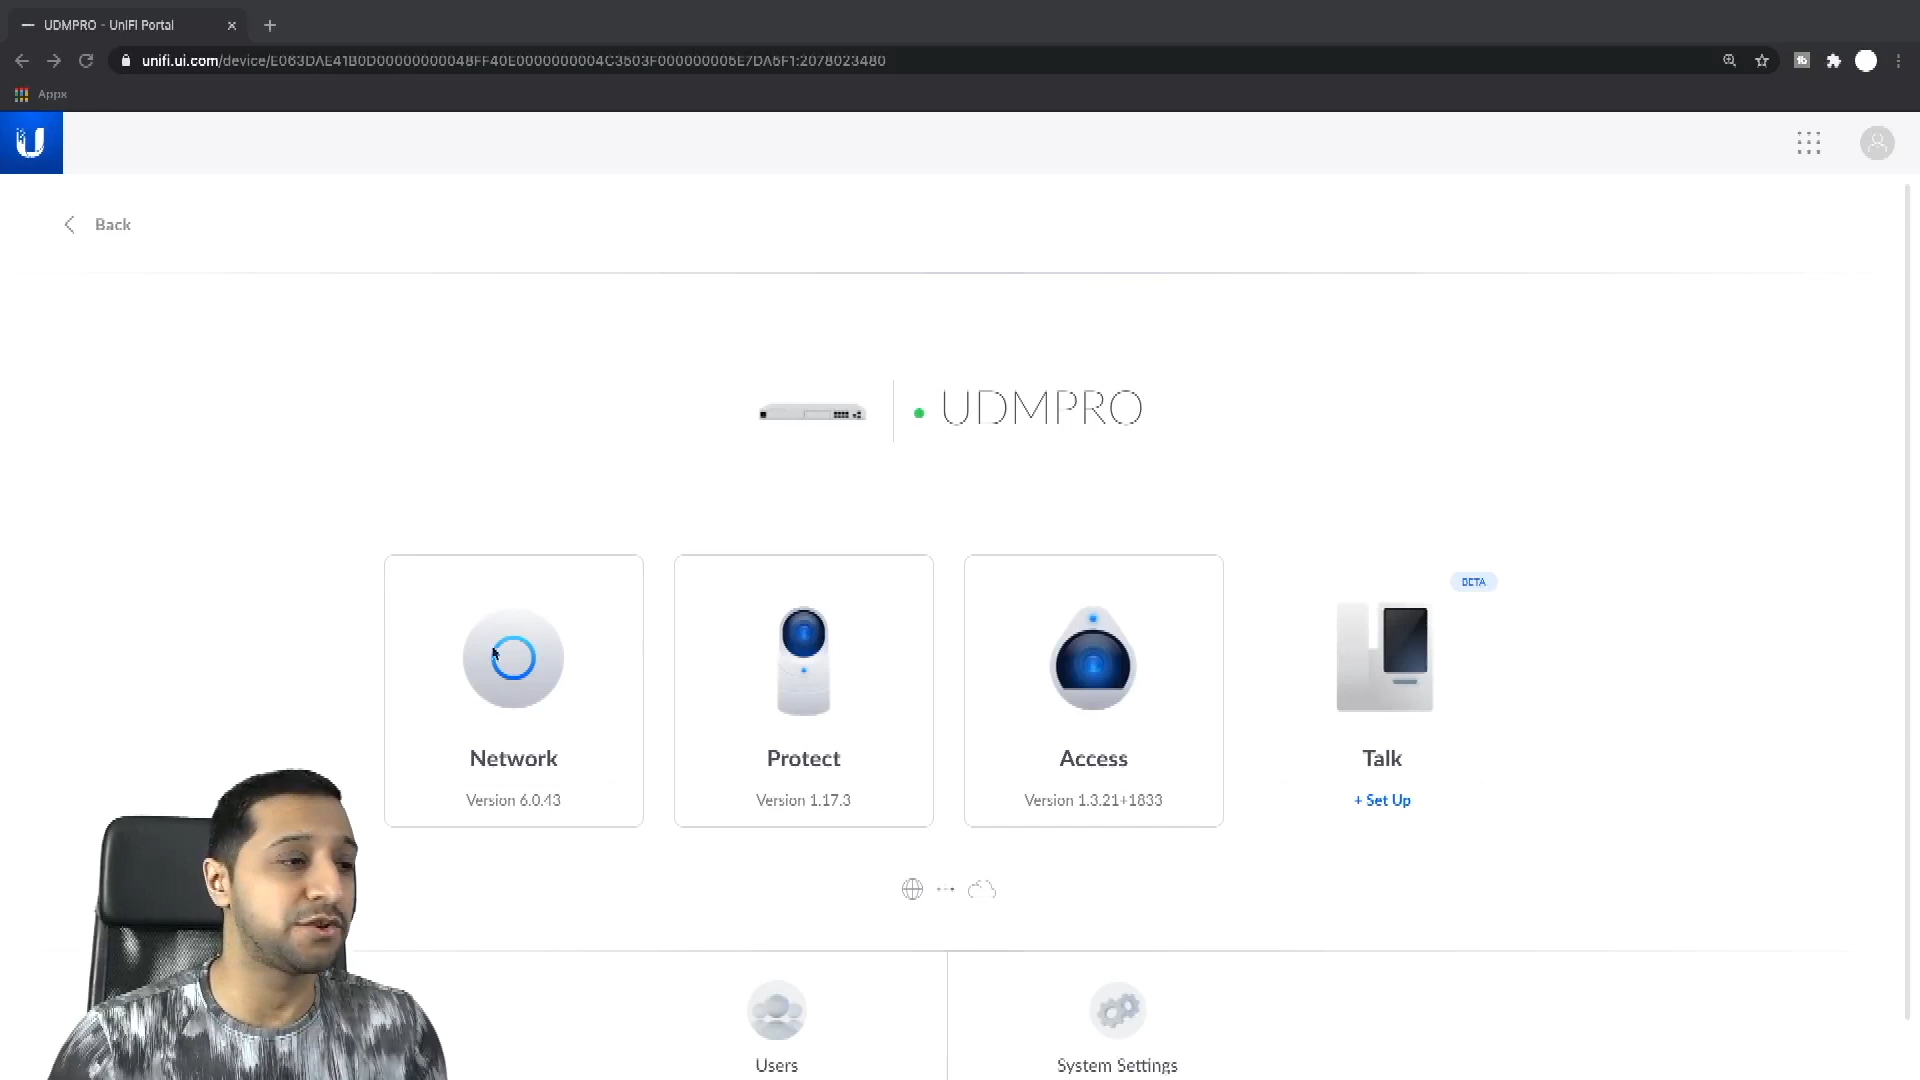 UDMPRO - UniFi Portal
unifi.ui.com/device/E063DAE41B0D00000000048FF40E0000000004C3503F000000005E7DA5F1:2078023480
Apps
U
Back
UDMPRO
BETA
Network
Protect
Access
Talk
Version 6.0.43
Version 1.17.3
Version 1.3.21+1833
+ Set Up
Users
System Settings